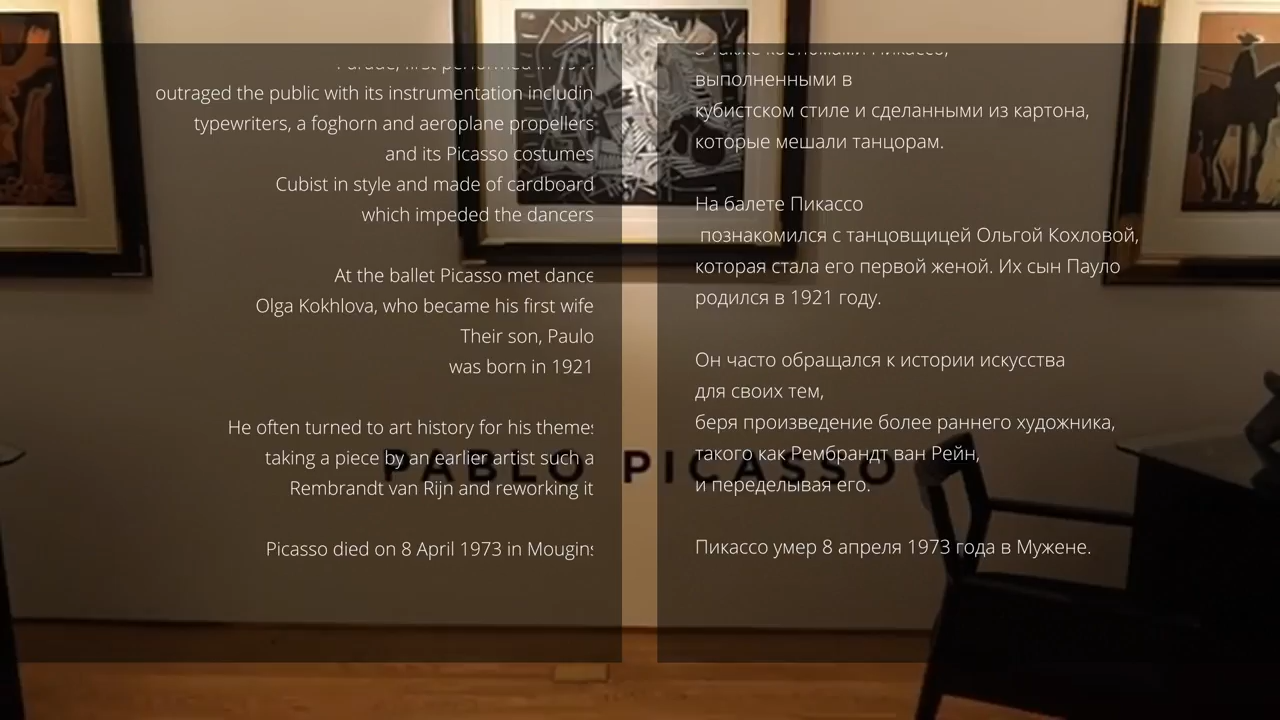 outraged the public with its instrumentation includin
typewriters, a foghorn and aeroplane propellers
and its Picasso costumes
Cubist in style and made of cardboard
which impeded the dancers
At the ballet Picasso met dance
Olga Kokhlova, who became his first wife
Their son, Paulo
was born in 1921
He often turned to art history for his themes
taking a piece by an earlier artist such a
Rembrandt van Rijn and reworking it
Picasso died on 8 April 1973 in Mougins
а также костюмами Пикассо,
выполненными в
кубистском стиле и сделанными из картона,
которые мешали танцорам.
На балете Пикассо
познакомился с танцовщицей Ольгой Кохловой,
которая стала его первой женой. Их сын Пауло
родился в 1921 году.
Он часто обращался к истории искусства
для своих тем,
беря произведение более раннего художника,
такого как Рембрандт ван Рейн,
и переделывая его.
Пикассо умер 8 апреля 1973 года в Мужене.
PABLO PICASSO